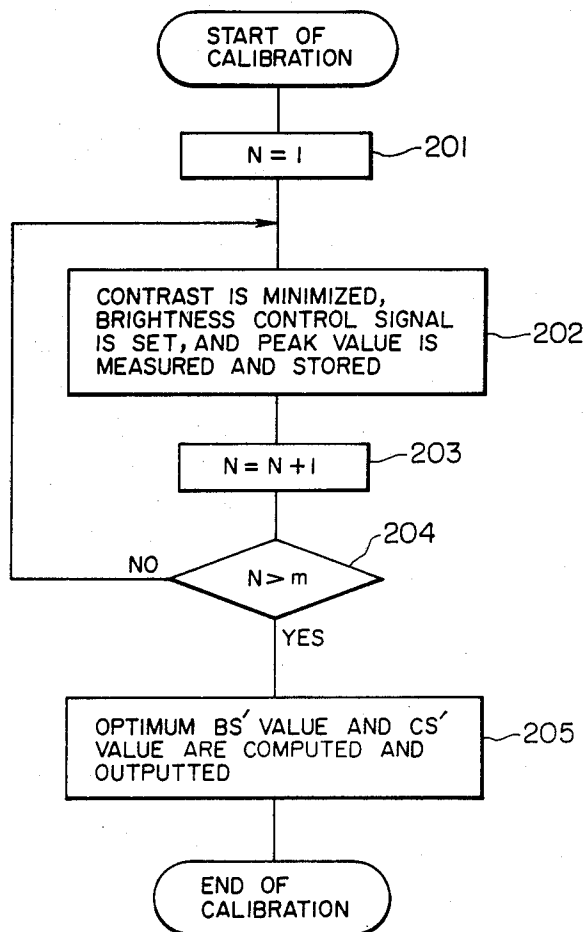 START OF
CALIBRATION
N = 1
201
CONTRAST IS MINIMIZED,
BRIGHTNESS CONTROL SIGNAL
IS SET, AND PEAK VALUE IS
MEASURED AND STORED
202
N = N + 1
203
204
NO
N > m
YES
OPTIMUM BS' VALUE AND CS'
VALUE ARE COMPUTED AND
OUTPUTTED
205
END OF
CALIBRATION